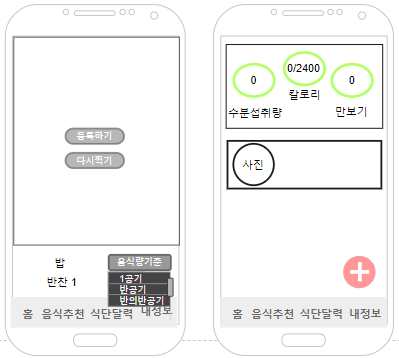 등록하기
다시찍기
밥
음식량기준
반찬 1
1공기
반공기
반의반공기
홈 음식추천 식단달력 내정보
0
0/2400
0
칼로리
수분섭취량
만보기
사진
+
홈 음식추천 식단달력 내정보